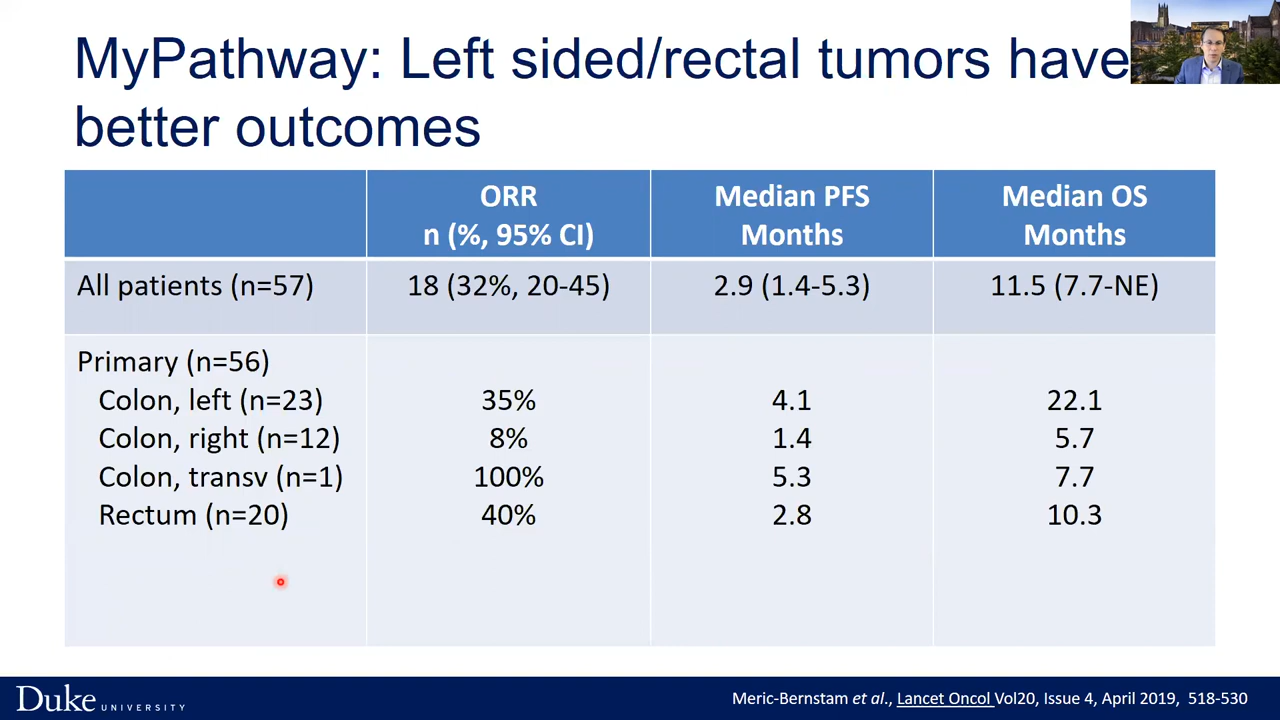 MyPathway: Left sided/rectal tumors have
better outcomes
ORR
n (%, 95% CI)
Median PFS
Months
Median OS
Months
All patients (n=57)
18 (32%, 20-45)
2.9 (1.4-5.3)
11.5 (7.7-NE)
Primary (n=56)
Colon, left (n=23) 35% 4.1 22.1
Colon, right (n=12) 8% 1.4 5.7
Colon, transv (n=1) 100% 5.3 7.7
Rectum (n=20) 40% 2.8 10.3
Duke UNIVERSITY
Meric-Bernstam et al., Lancet Oncol Vol20, Issue 4, April 2019, 518-530